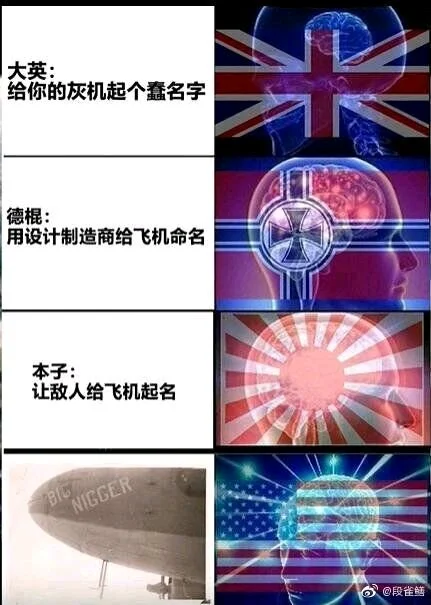 大英：
给你的灰机起个蠢名字
德棍：
用设计制造商给飞机命名
本子：
让敌人给飞机起名
BIG
NIGGER
@段雀鳝